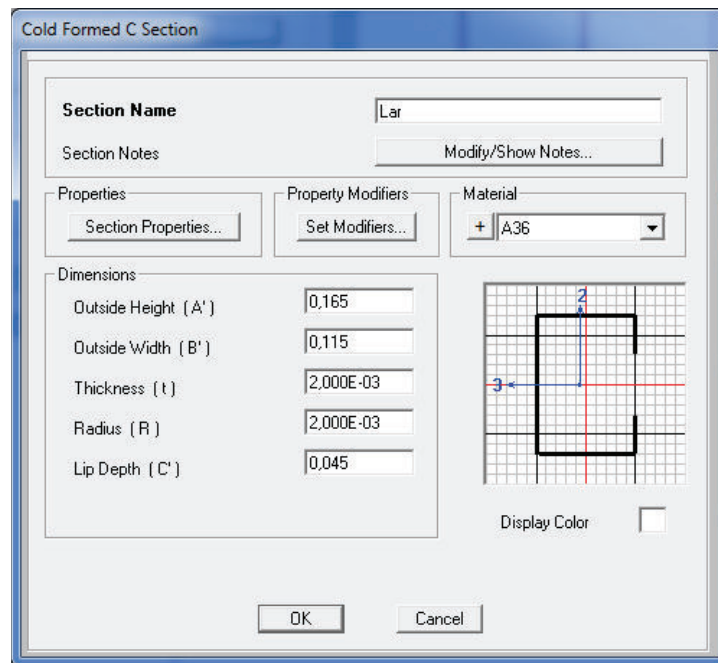 Cold Formed C Section
Section Name
Lar
Section Notes
Modify/Show Notes...
Properties
Section Properties...
Property Modifiers
Set Modifiers...
Material
+ A36
Dimensions
Outside Height ( A' )
0,165
Outside Width ( B' )
0,115
Thickness ( t )
2,000E-03
Radius ( R )
2,000E-03
Lip Depth ( C' )
0,045
2
3
Display Color
OK
Cancel